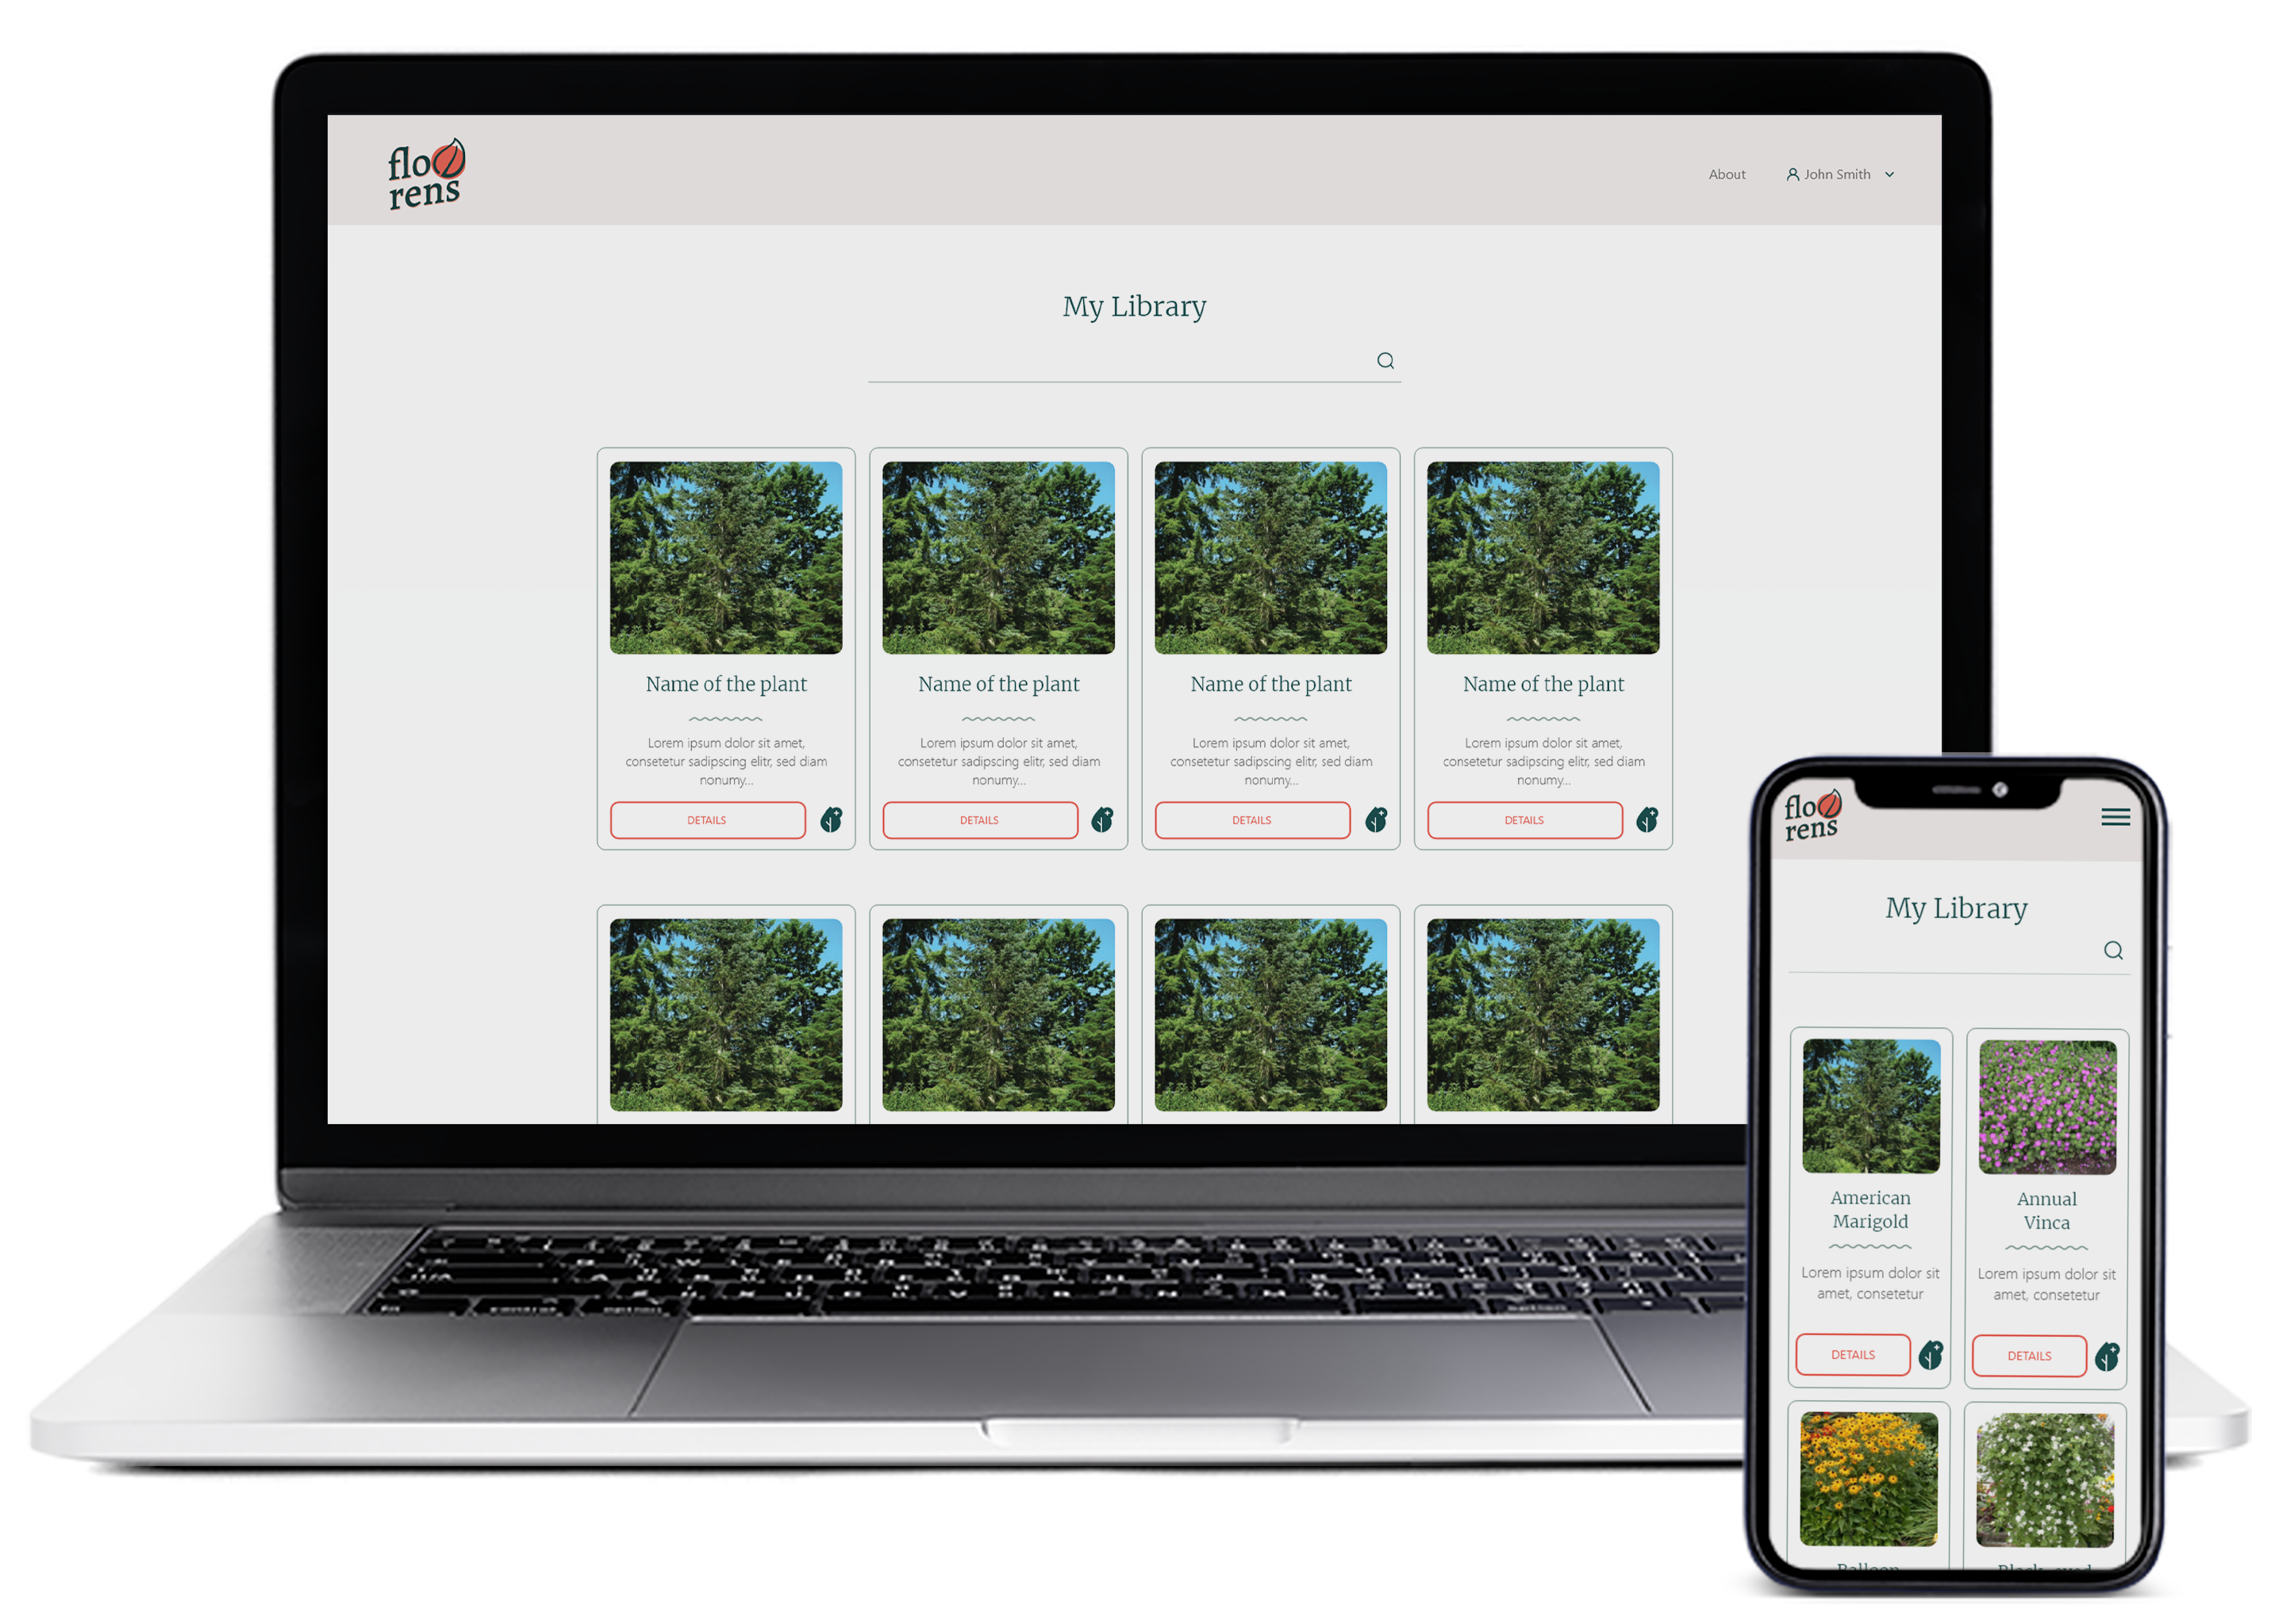 flo
rens
About
John Smith
My Library
Name of the plant
Lorem ipsum dolor sit amet,
consetetur sadipscing elitr, sed diam
nonumy...
DETAILS
Name of the plant
Lorem ipsum dolor sit amet,
consetetur sadipscing elitr, sed diam
nonumy...
DETAILS
Name of the plant
Lorem ipsum dolor sit amet,
consetetur sadipscing elitr, sed diam
nonumy...
DETAILS
Name of the plant
Lorem ipsum dolor sit amet,
consetetur sadipscing elitr, sed diam
nonumy...
DETAILS
flo
rens
My Library
American
Marigold
Lorem ipsum dolor sit
amet, consetetur
DETAILS
Annual
Vinca
Lorem ipsum dolor sit
amet, consetetur
DETAILS
Balloon
Black-eyed